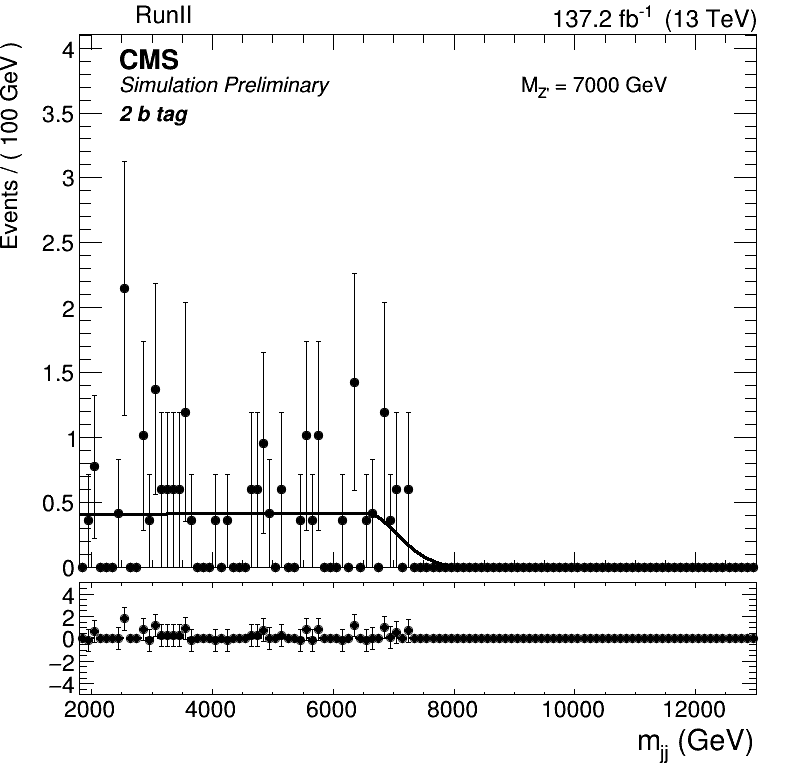 RunII 137.2 fb-1 (13 TeV)
CMS
Simulation Preliminary
MZ' = 7000 GeV
2 b tag
Events / ( 100 GeV )
4
3.5
3
2.5
2
1.5
1
0.5
0
4
2
0
−2
−4
2000 4000 6000 8000 10000 12000
mjj (GeV)